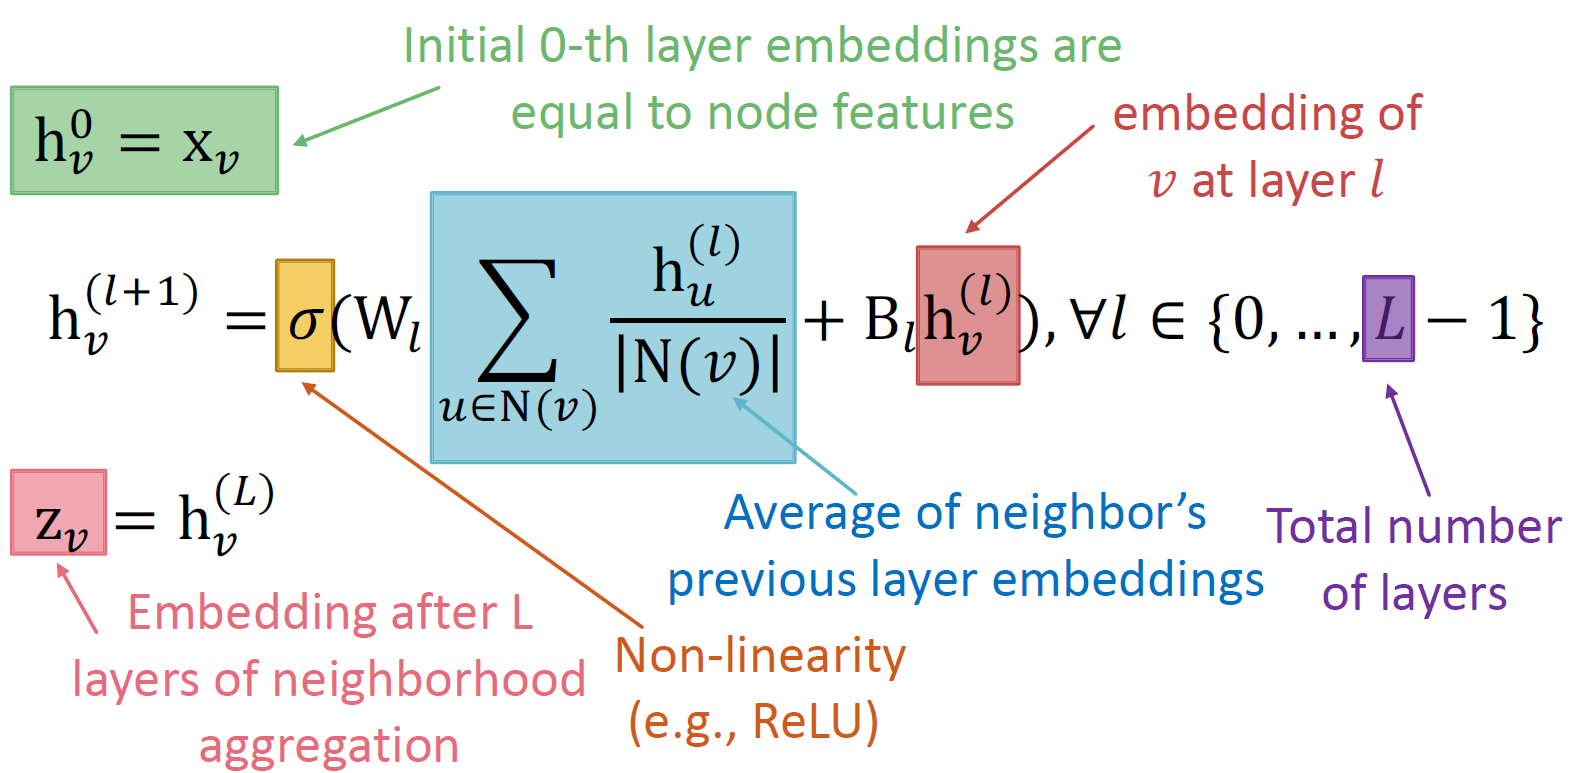 Initial 0-th layer embeddings are
equal to node features
h_v^0 = x_v
embedding of
v at layer l
h_v^{(l+1)} = σ(W_l ∑_{u∈N(v)} h_u^{(l)} / |N(v)| + B_l h_v^{(l)}), ∀l ∈ {0, …, L − 1}
z_v = h_v^{(L)}
Average of neighbor’s
previous layer embeddings
Total number
of layers
Embedding after L
layers of neighborhood
aggregation
Non-linearity
(e.g., ReLU)